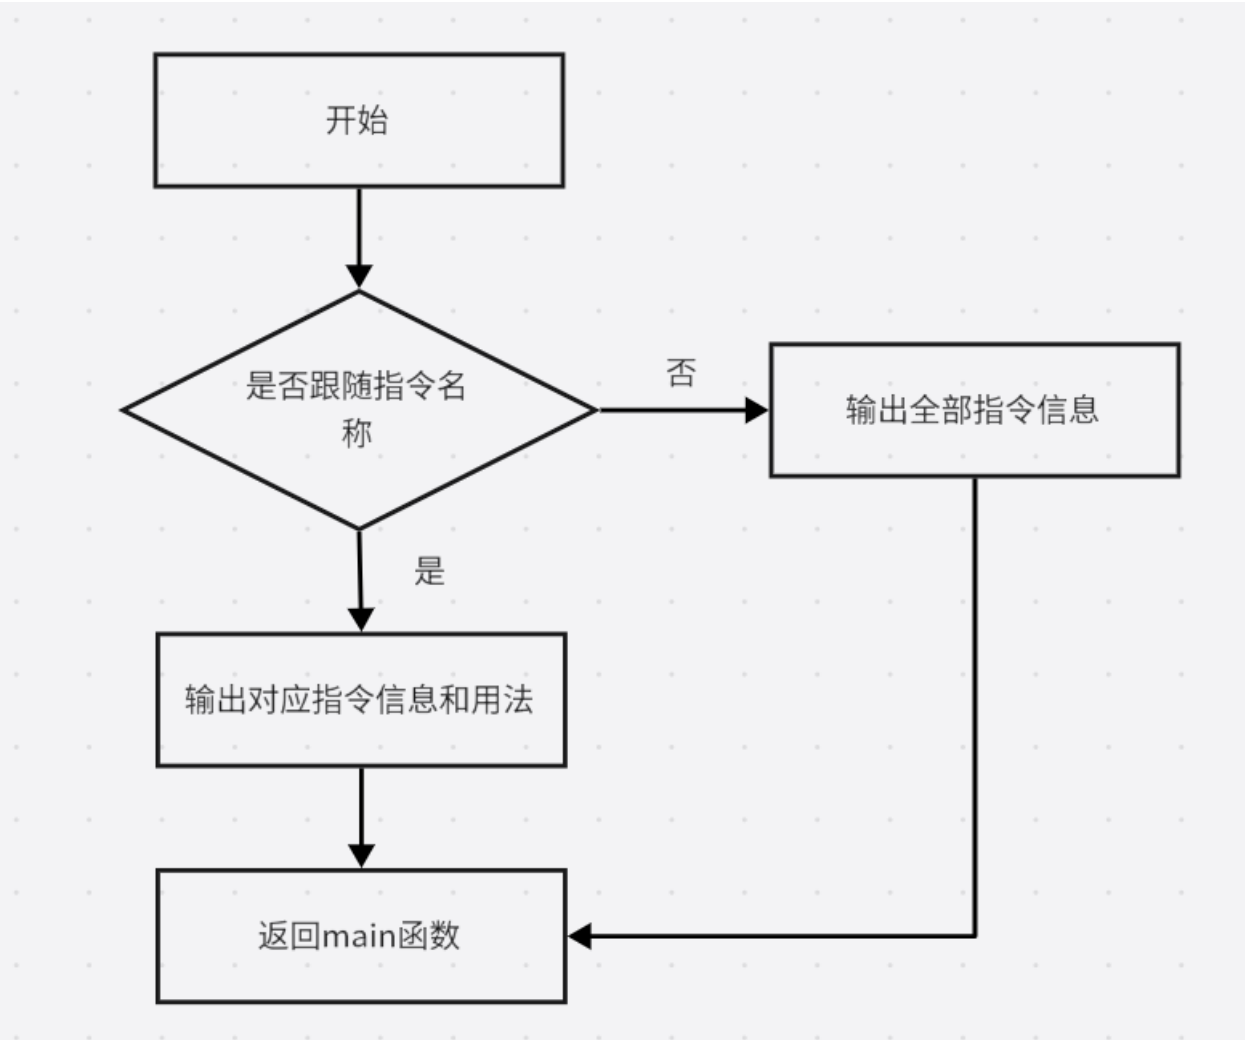 开始
是否跟随指令名
称
否
输出全部指令信息
是
输出对应指令信息和用法
返回main函数